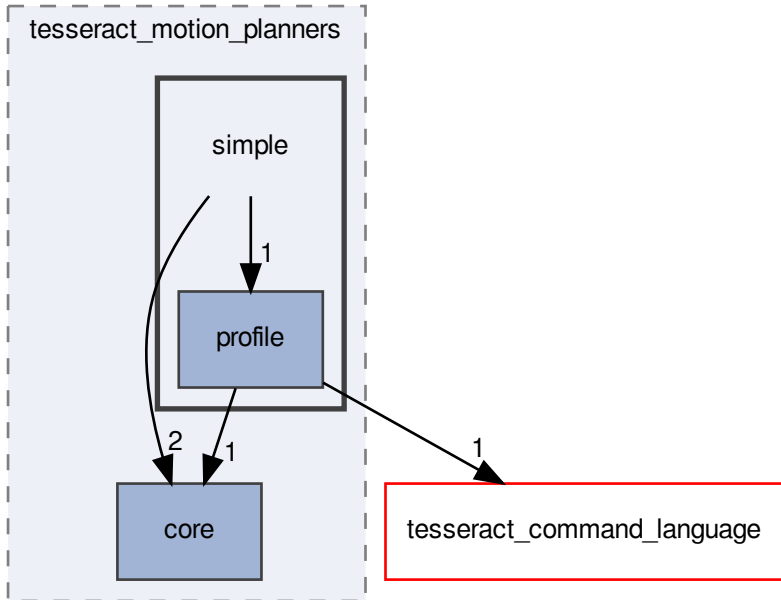 tesseract_motion_planners
simple
1
profile
2
1
1
core
tesseract_command_language